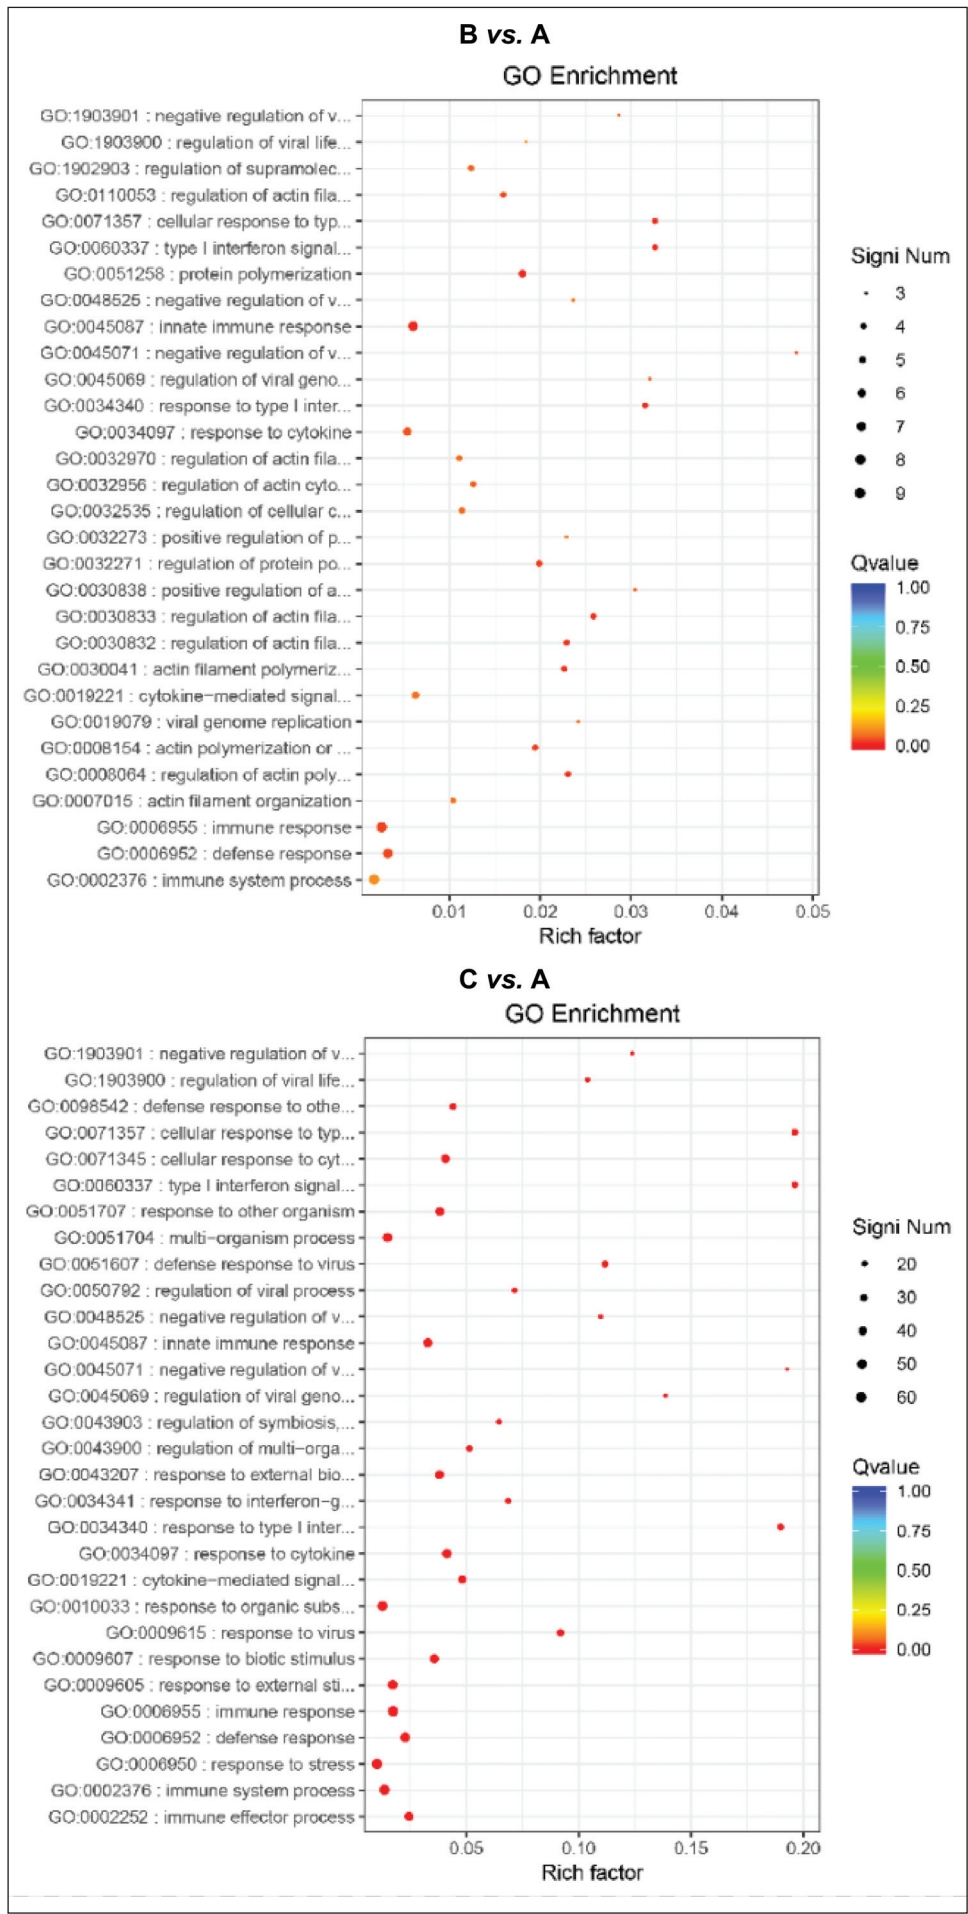 B vs. A
GO Enrichment
GO:1903901 : negative regulation of v...
GO:1903900 : regulation of viral life...
GO:1902903 : regulation of supramolec...
GO:0110053 : regulation of actin fila...
GO:0071357 : cellular response to typ...
GO:0060337 : type I interferon signal...
GO:0051258 : protein polymerization
GO:0048525 : negative regulation of v...
GO:0045087 : innate immune response
GO:0045071 : negative regulation of v...
GO:0045069 : regulation of viral geno...
GO:0034340 : response to type I inter...
GO:0034097 : response to cytokine
GO:0032970 : regulation of actin fila...
GO:0032956 : regulation of actin cyto...
GO:0032535 : regulation of cellular c...
GO:0032273 : positive regulation of p...
GO:0032271 : regulation of protein po...
GO:0030838 : positive regulation of a...
GO:0030833 : regulation of actin fila...
GO:0030832 : regulation of actin fila...
GO:0030041 : actin filament polymeriz...
GO:0019221 : cytokine−mediated signal...
GO:0019079 : viral genome replication
GO:0008154 : actin polymerization or ...
GO:0008064 : regulation of actin poly...
GO:0007015 : actin filament organization
GO:0006955 : immune response
GO:0006952 : defense response
GO:0002376 : immune system process
0.01 0.02 0.03 0.04 0.05
Rich factor
Signi Num
3
4
5
6
7
8
9
Qvalue
1.00
0.75
0.50
0.25
0.00
C vs. A
GO Enrichment
GO:1903901 : negative regulation of v...
GO:1903900 : regulation of viral life...
GO:0098542 : defense response to othe...
GO:0071357 : cellular response to typ...
GO:0071345 : cellular response to cyt...
GO:0060337 : type I interferon signal...
GO:0051707 : response to other organism
GO:0051704 : multi−organism process
GO:0051607 : defense response to virus
GO:0050792 : regulation of viral process
GO:0048525 : negative regulation of v...
GO:0045087 : innate immune response
GO:0045071 : negative regulation of v...
GO:0045069 : regulation of viral geno...
GO:0043903 : regulation of symbiosis,...
GO:0043900 : regulation of multi−orga...
GO:0043207 : response to external bio...
GO:0034341 : response to interferon−g...
GO:0034340 : response to type I inter...
GO:0034097 : response to cytokine
GO:0019221 : cytokine−mediated signal...
GO:0010033 : response to organic subs...
GO:0009615 : response to virus
GO:0009607 : response to biotic stimulus
GO:0009605 : response to external sti...
GO:0006955 : immune response
GO:0006952 : defense response
GO:0006950 : response to stress
GO:0002376 : immune system process
GO:0002252 : immune effector process
0.05 0.10 0.15 0.20
Rich factor
Signi Num
20
30
40
50
60
Qvalue
1.00
0.75
0.50
0.25
0.00